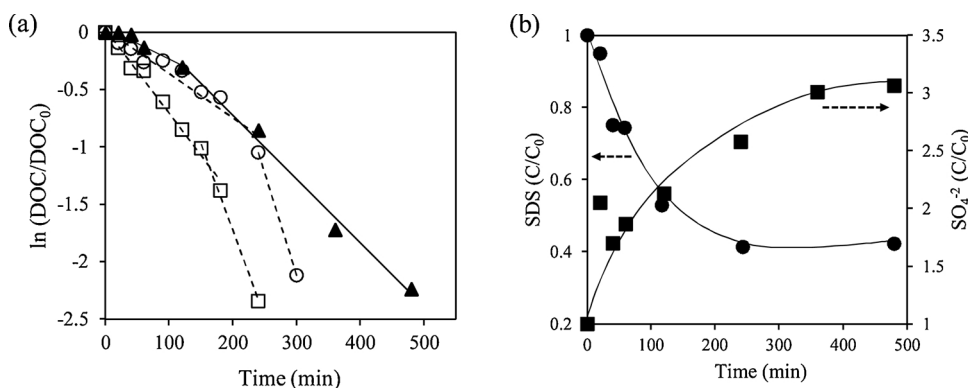 (a)
0
-0.5
-1
-1.5
-2
-2.5
ln (DOC/DOC0)
0 100 200 300 400 500
Time (min)
(b)
1
0.8
0.6
0.4
0.2
SDS (C/C0)
3.5
3
2.5
2
1.5
1
SO4-2 (C/C0)
0 100 200 300 400 500
Time (min)